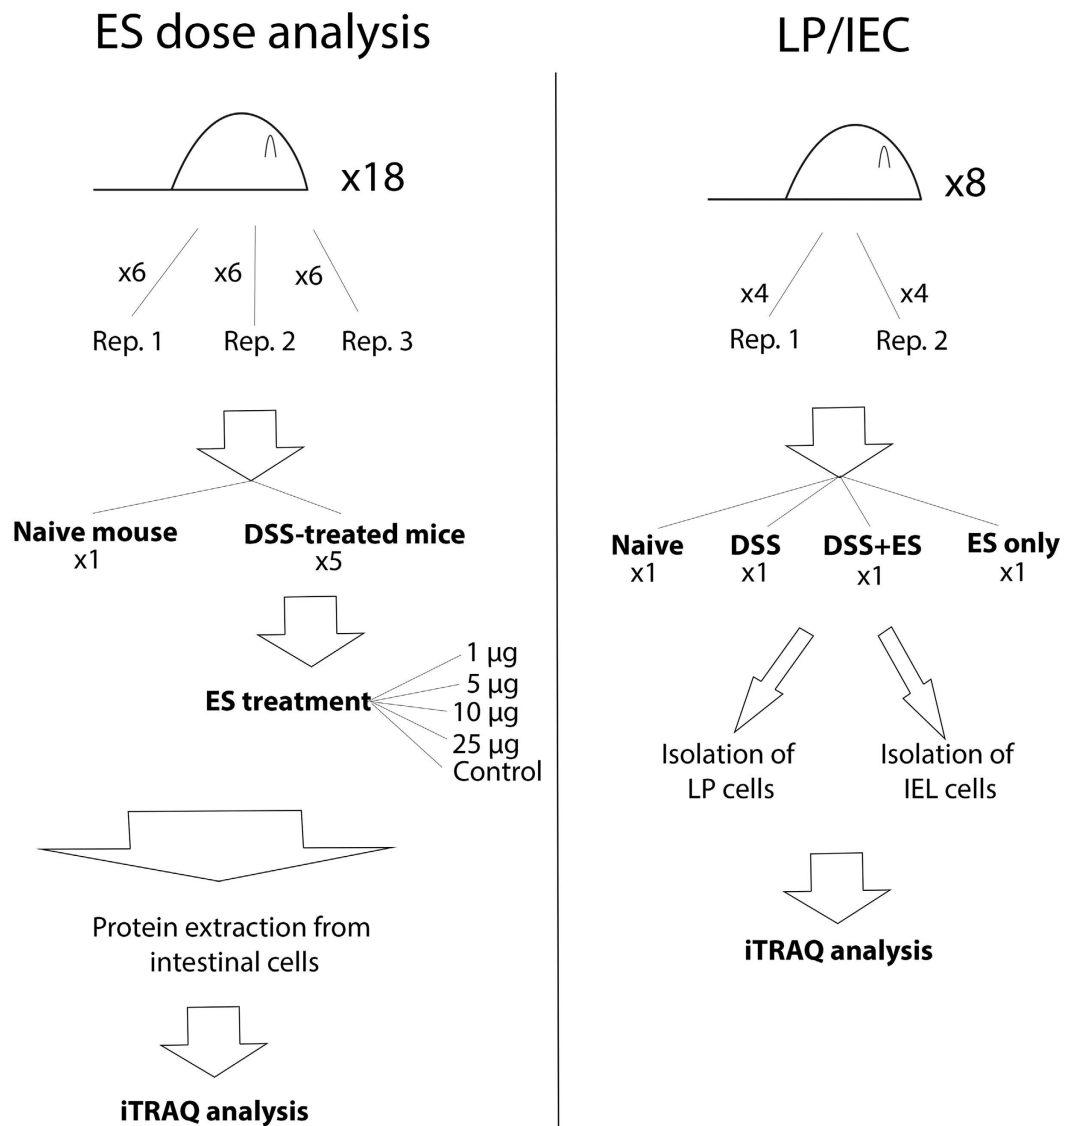 ES dose analysis
x18
x6
x6
x6
Rep. 1
Rep. 2
Rep. 3
Naive mouse
x1
DSS-treated mice
x5
ES treatment
1 µg
5 µg
10 µg
25 µg
Control
Protein extraction from
intestinal cells
iTRAQ analysis
LP/IEC
x8
x4
x4
Rep. 1
Rep. 2
Naive
x1
DSS
x1
DSS+ES
x1
ES only
x1
Isolation of
LP cells
Isolation of
IEL cells
iTRAQ analysis